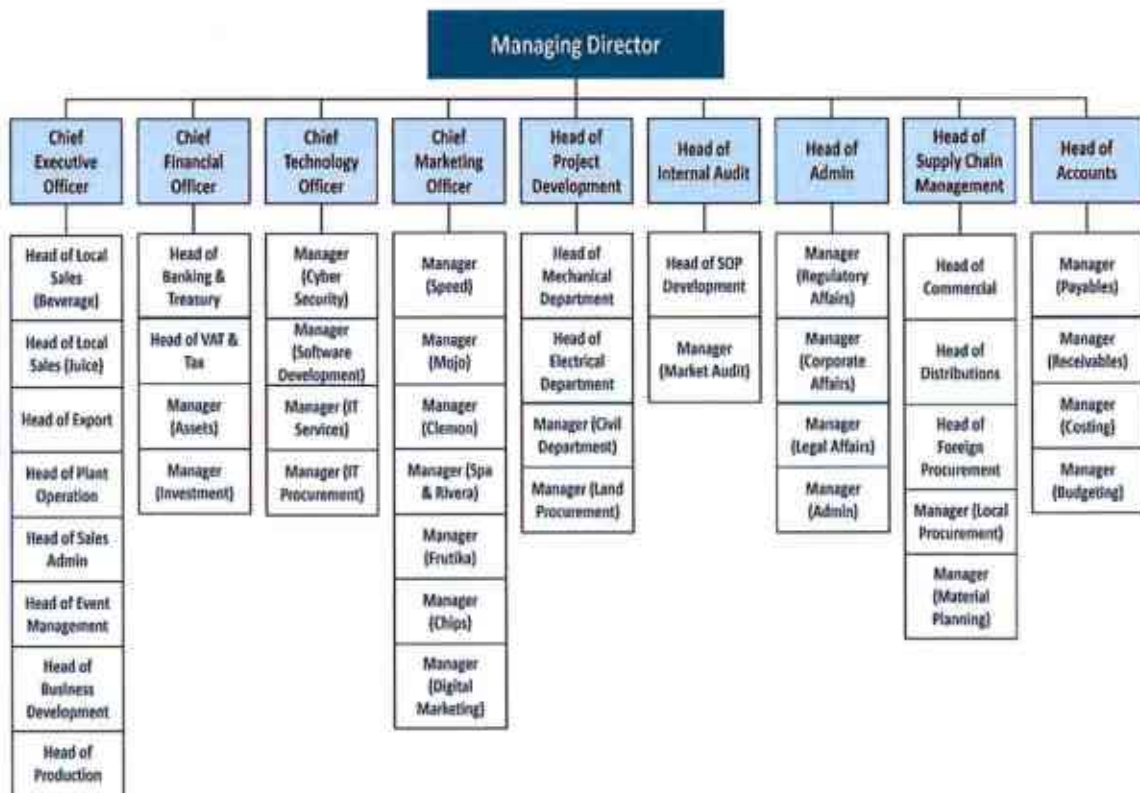 Managing Director
Chief
Executive
Officer
Chief
Financial
Officer
Chief
Technology
Officer
Chief
Marketing
Officer
Head of
Project
Development
Head of
Internal Audit
Head of
Admin
Head of
Supply Chain
Management
Head of
Accounts
Head of Local
Sales
(Beverage)
Head of Local
Sales (Juice)
Head of Export
Head of Plant
Operation
Head of Sales
Admin
Head of Event
Management
Head of
Business
Development
Head of
Production
Head of
Banking &
Treasury
Head of VAT &
Tax
Manager
(Assets)
Manager
(Investment)
Manager
(Cyber
Security)
Manager
(Software
Development)
Manager (IT
Services)
Manager (IT
Procurement)
Manager
(Speed)
Manager
(Mojo)
Manager
(Clemon)
Manager (Spa
& Rivera)
Manager
(Frutika)
Manager
(Chips)
Manager
(Digital
Marketing)
Head of
Mechanical
Department
Head of
Electrical
Department
Manager (Civil
Department)
Manager (Land
Procurement)
Head of SOP
Development
Manager
(Market Audit)
Manager
(Regulatory
Affairs)
Manager
(Corporate
Affairs)
Manager
(Legal Affairs)
Manager
(Admin)
Head of
Commercial
Head of
Distributions
Head of
Foreign
Procurement
Manager (Local
Procurement)
Manager
(Material
Planning)
Manager
(Payables)
Manager
(Receivables)
Manager
(Costing)
Manager
(Budgeting)